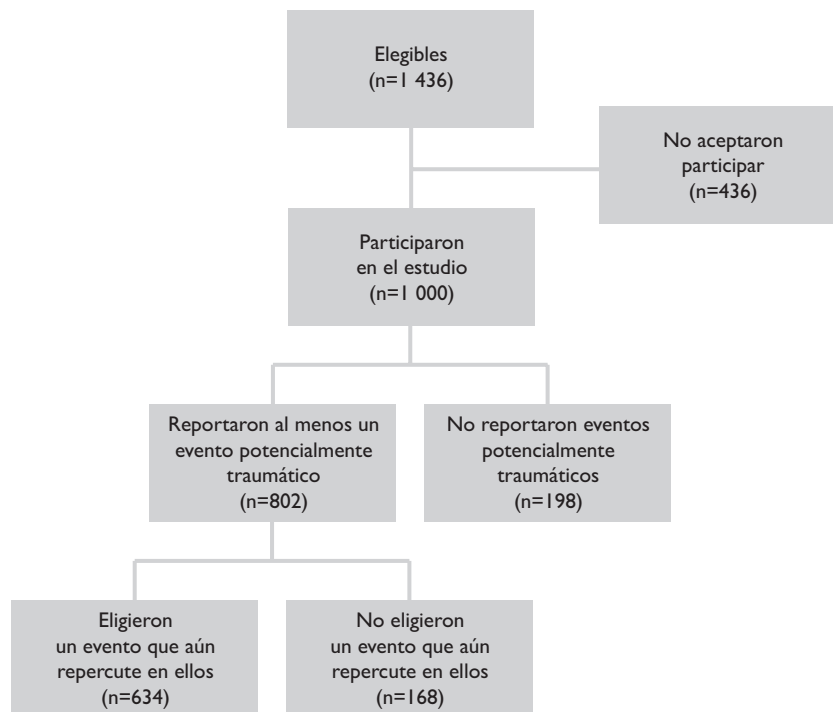 Elegibles
(n=1 436)
No aceptaron
participar
(n=436)
Participaron
en el estudio
(n=1 000)
Reportaron al menos un
evento potencialmente
traumático
(n=802)
No reportaron eventos
potencialmente
traumáticos
(n=198)
Eligieron
un evento que aún
repercute en ellos
(n=634)
No eligieron
un evento que aún
repercute en ellos
(n=168)